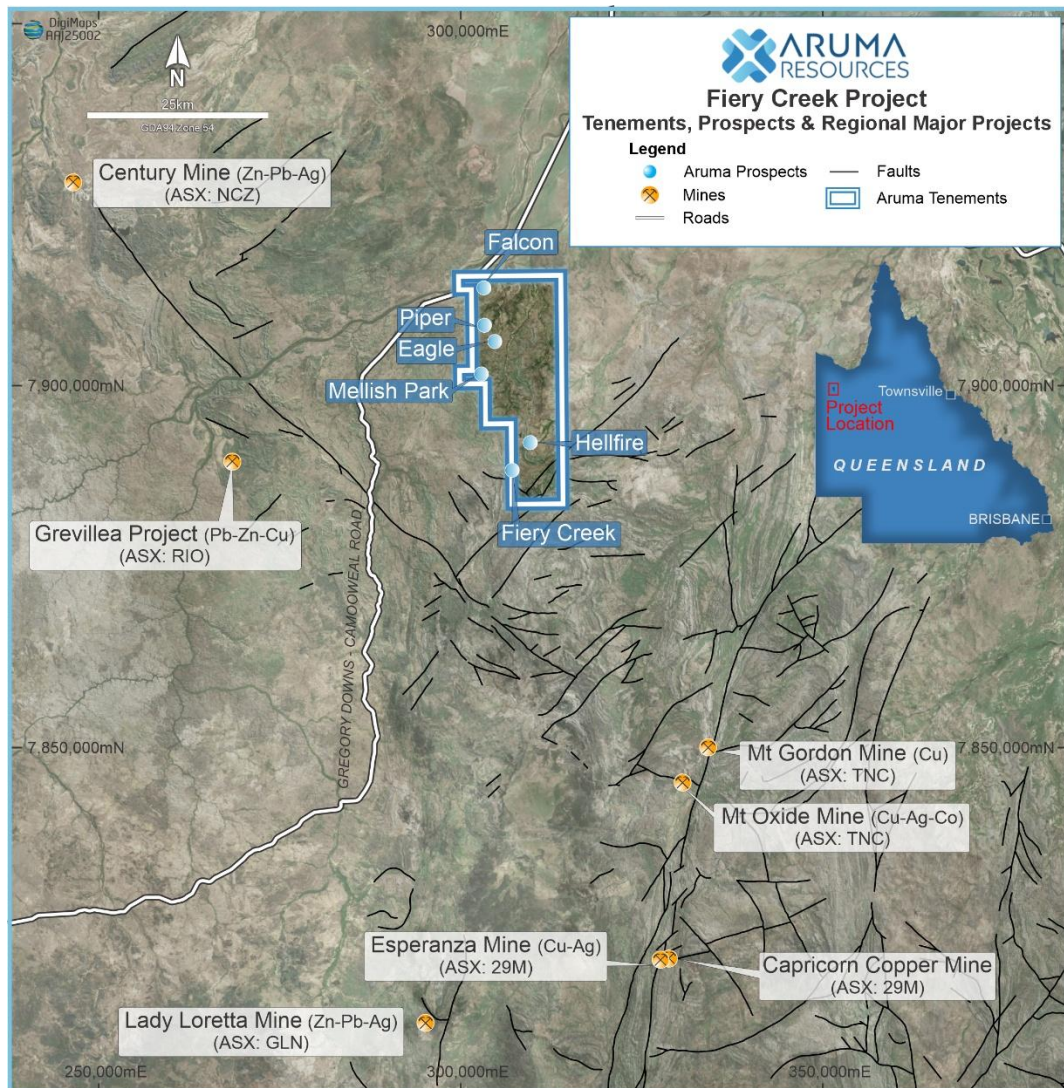 DigiMaps
ARJ25002
N
25km
GDA94 Zone 54
300,000mE
ARUMA
RESOURCES
Fiery Creek Project
Tenements, Prospects & Regional Major Projects
Legend
Aruma Prospects
Mines
Roads
Faults
Aruma Tenements
Century Mine (Zn-Pb-Ag)
(ASX: NCZ)
Falcon
Piper
Eagle
Mellish Park
Hellfire
Fiery Creek
7,900,000mN
7,900,000mN
Townsville
Project
Location
QUEENSLAND
BRISBANE
Grevillea Project (Pb-Zn-Cu)
(ASX: RIO)
GREGORY DOWNS - CAMOOWEAL ROAD
7,850,000mN
7,850,000mN
Mt Gordon Mine (Cu)
(ASX: TNC)
Mt Oxide Mine (Cu-Ag-Co)
(ASX: TNC)
Esperanza Mine (Cu-Ag)
(ASX: 29M)
Capricorn Copper Mine
(ASX: 29M)
Lady Loretta Mine (Zn-Pb-Ag)
(ASX: GLN)
250,000mE
300,000mE
350,000mE